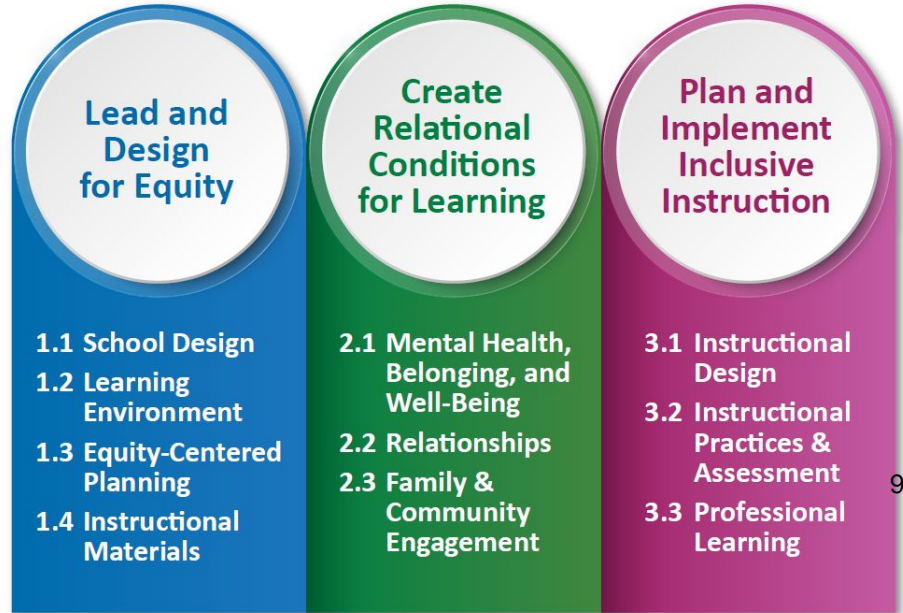 Lead and
Design
for Equity
1.1 School Design
1.2 Learning
Environment
1.3 Equity-Centered
Planning
1.4 Instructional
Materials
Create
Relational
Conditions
for Learning
2.1 Mental Health,
Belonging, and
Well-Being
2.2 Relationships
2.3 Family &
Community
Engagement
Plan and
Implement
Inclusive
Instruction
3.1 Instructional
Design
3.2 Instructional
Practices &
Assessment
3.3 Professional
Learning
9